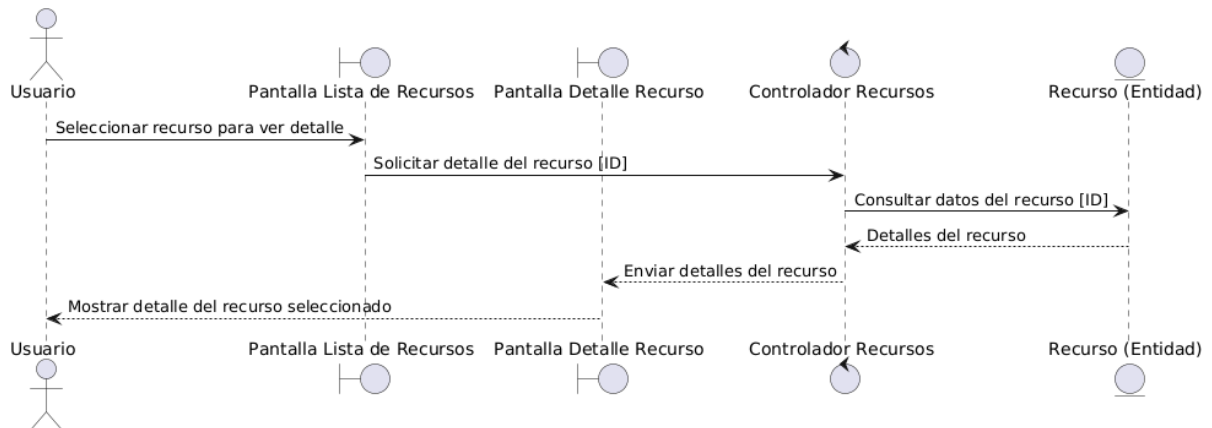 Usuario
Pantalla Lista de Recursos
Pantalla Detalle Recurso
Controlador Recursos
Recurso (Entidad)
Seleccionar recurso para ver detalle
Solicitar detalle del recurso [ID]
Consultar datos del recurso [ID]
Detalles del recurso
Enviar detalles del recurso
Mostrar detalle del recurso seleccionado
Usuario
Pantalla Lista de Recursos
Pantalla Detalle Recurso
Controlador Recursos
Recurso (Entidad)